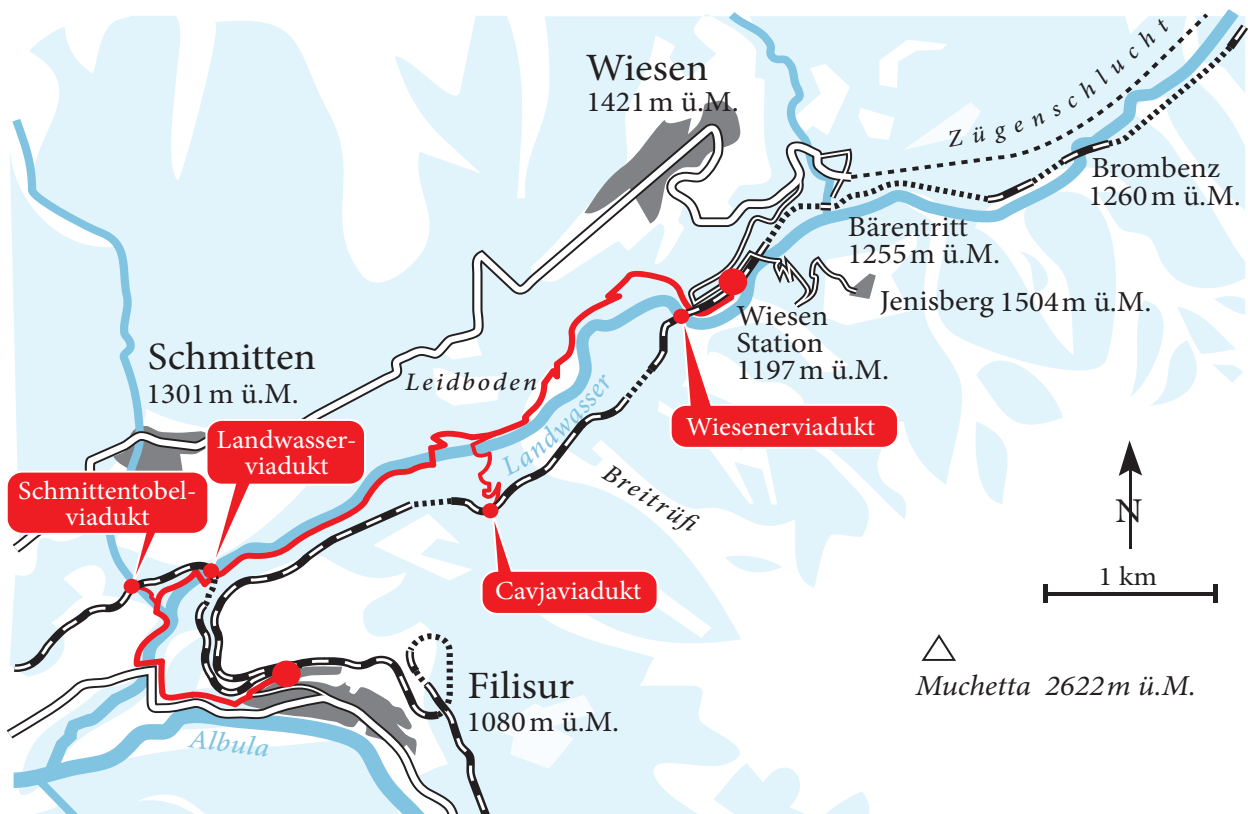 Wiesen
1421 m ü.M.
Zügenschlucht
Brombenz
1260 m ü.M.
Bärentritt
1255 m ü.M.
Jenisberg 1504 m ü.M.
Wiesen
Station
1197 m ü.M.
Schmitten
1301 m ü.M.
Leidboden
Landwasser
Wiesenerviadukt
Landwasser-
viadukt
Schmittentobel-
viadukt
Breitrüfi
N
1 km
Cavjaviadukt
Muchetta 2622 m ü.M.
Filisur
1080 m ü.M.
Albula